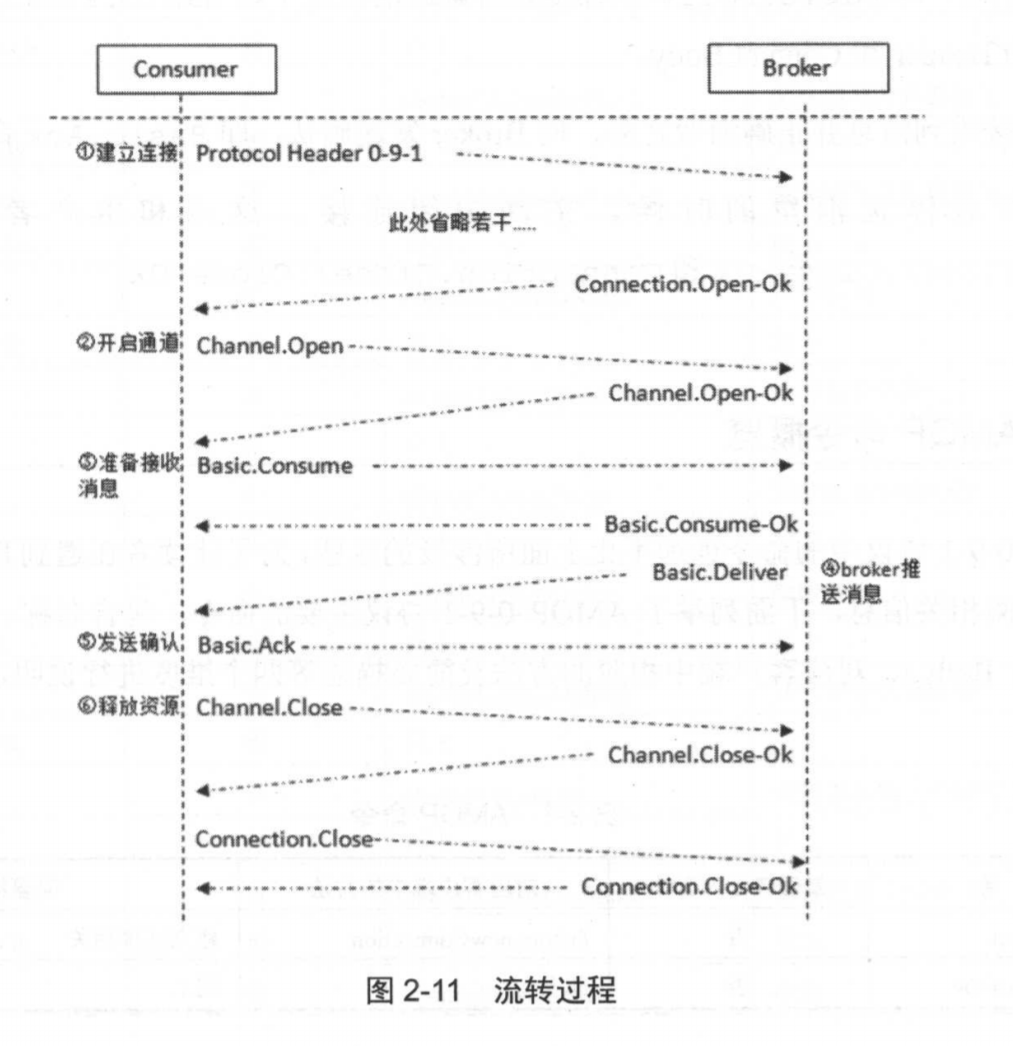 Consumer
Broker
①建立连接 Protocol Header 0-9-1
此处省略若干.....
Connection.Open-Ok
②开启通道 Channel.Open
Channel.Open-Ok
③准备接收
消息
Basic.Consume
Basic.Consume-Ok
Basic.Deliver
④broker推
送消息
⑤发送确认 Basic.Ack
⑥释放资源 Channel.Close
Channel.Close-Ok
Connection.Close
Connection.Close-Ok
图 2-11 流转过程